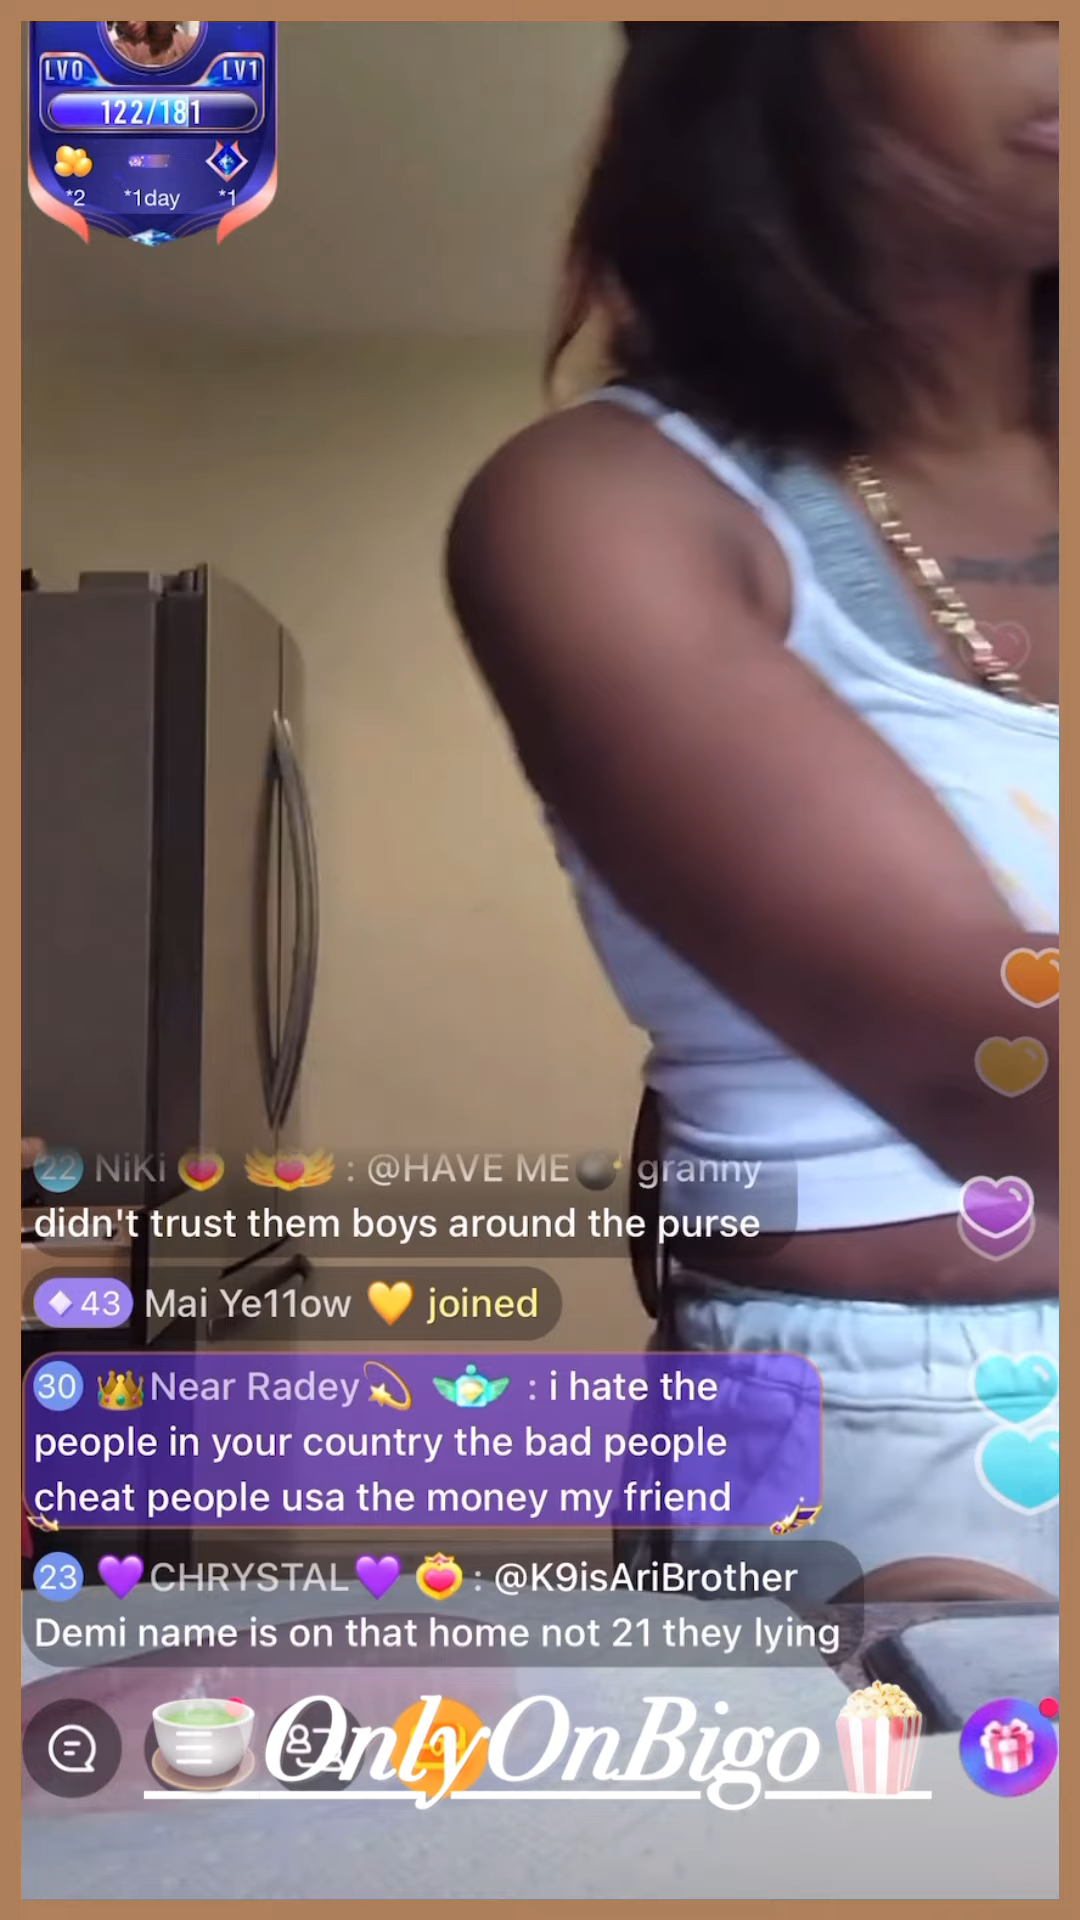 LV0 LV1
122/181
*2 *1day *1
22 NiKi : @HAVE ME granny
didn't trust them boys around the purse
43 Mai Ye11ow 💛 joined
30 👑Near Radey💫 : i hate the
people in your country the bad people
cheat people usa the money my friend
23 💜CHRYSTAL💜 : @K9isAriBrother
Demi name is on that home not 21 they lying
🍵OnlyOnBigo🍿